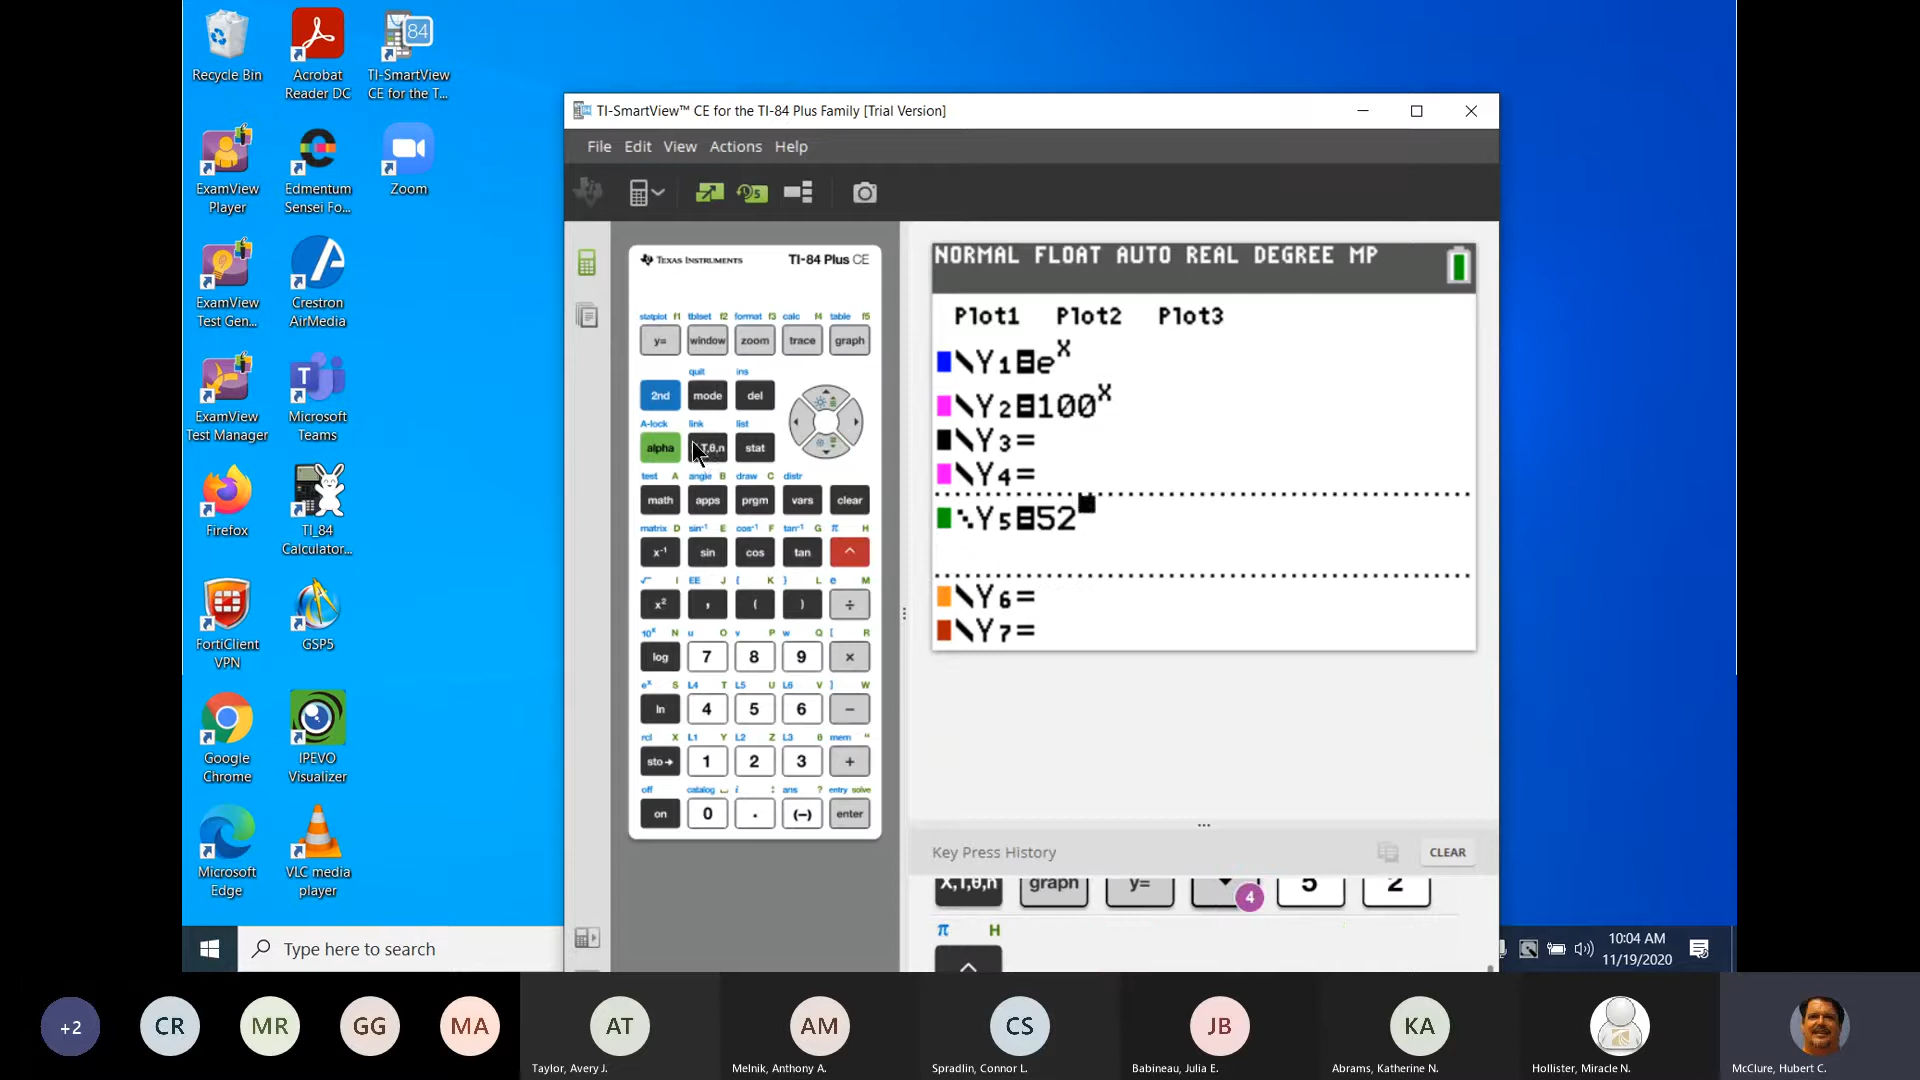 Recycle Bin
Acrobat
Reader DC
TI-SmartView
CE for the T...
84
ExamView
Player
Edmentum
Sensei Fo...
Zoom
ExamView
Test Gen...
Crestron
AirMedia
ExamView
Test Manager
Microsoft
Teams
Firefox
TI_84
Calculator...
FortiClient
VPN
GSP5
Google
Chrome
IPEVO
Visualizer
Microsoft
Edge
VLC media
player
Type here to search
TI-SmartView™ CE for the TI-84 Plus Family [Trial Version]
File Edit View Actions Help
5
TEXAS INSTRUMENTS TI-84 Plus CE
statplot f1 tblset f2 format f3 calc f4 table f5
y= window zoom trace graph
quit ins
2nd mode del
A-lock link list
alpha T,θ,n stat
test A angle B draw C distr
math apps prgm vars clear
matrix D sin⁻¹ E cos⁻¹ F tan⁻¹ G π H
x⁻¹ sin cos tan ^
√ I EE J { K } L e M
x² , ( ) ÷
10ˣ N u O v P w Q [ R
log 7 8 9 ×
eˣ S L4 T L5 U L6 V ] W
ln 4 5 6 −
rcl X L1 Y L2 Z L3 θ mem "
sto→ 1 2 3 +
off catalog i : ans ? entry solve
on 0 . (−) enter
NORMAL FLOAT AUTO REAL DEGREE MP
Plot1 Plot2 Plot3
\Y₁=eˣ
\Y₂=100ˣ
\Y₃=
\Y₄=
Y₅=52
\Y₆=
\Y₇=
Key Press History
CLEAR
X,T,θ,n graph y= 4 5 2
π H
^
10:04 AM
11/19/2020
+2
CR
MR
GG
MA
AT
AM
CS
JB
KA
Taylor, Avery J.
Melnik, Anthony A.
Spradlin, Connor L.
Babineau, Julia E.
Abrams, Katherine N.
Hollister, Miracle N.
McClure, Hubert C.